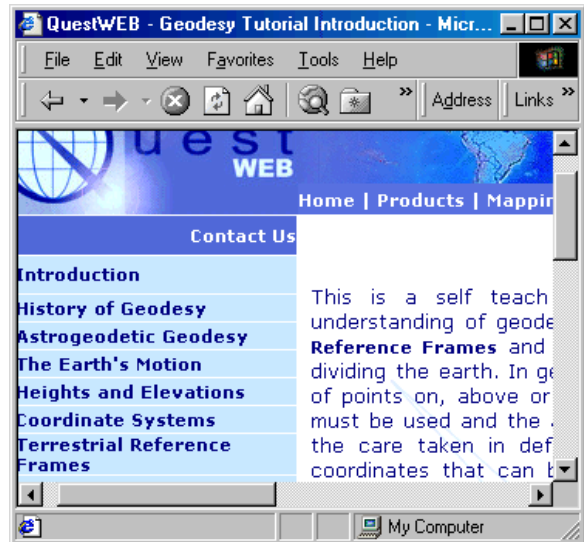 QuestWEB - Geodesy Tutorial Introduction - Micr...
File Edit View Favorites Tools Help
Address Links
uest
WEB
Home | Products | Mappin
Contact Us
Introduction
History of Geodesy
Astrogeodetic Geodesy
The Earth's Motion
Heights and Elevations
Coordinate Systems
Terrestrial Reference
Frames
This is a self teach
understanding of geode
Reference Frames and
dividing the earth. In ge
of points on, above or
must be used and the
the care taken in def
coordinates that can b
My Computer